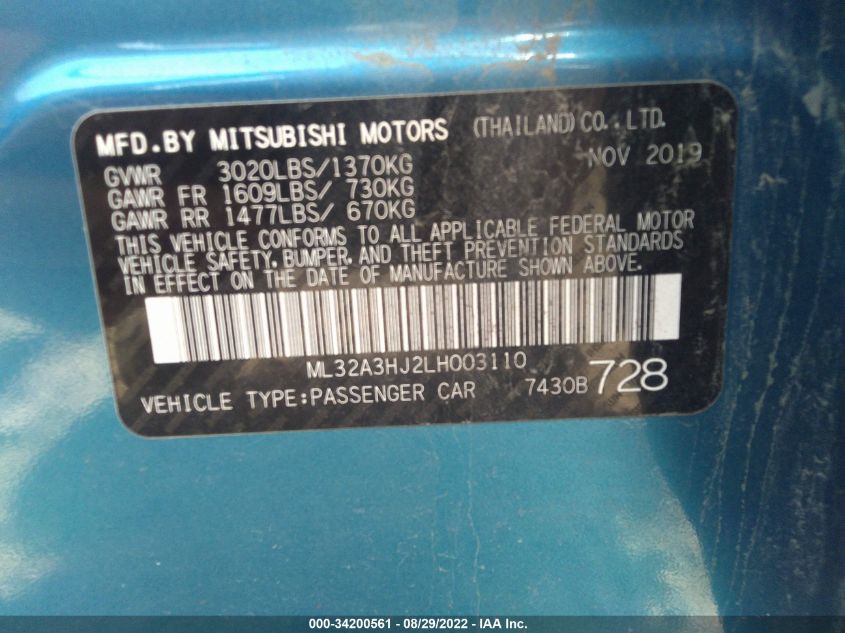 MFD.BY MITSUBISHI MOTORS (THAILAND) CO., LTD.
GVWR 3020LBS/1370KG NOV 2019
GAWR FR 1609LBS/ 730KG
GAWR RR 1477LBS/ 670KG
THIS VEHICLE CONFORMS TO ALL APPLICABLE FEDERAL MOTOR
VEHICLE SAFETY, BUMPER, AND THEFT PREVENTION STANDARDS
IN EFFECT ON THE DATE OF MANUFACTURE SHOWN ABOVE.
ML32A3HJ2LH003110
VEHICLE TYPE:PASSENGER CAR 7430B 728
000-34200561 - 08/29/2022 - IAA Inc.